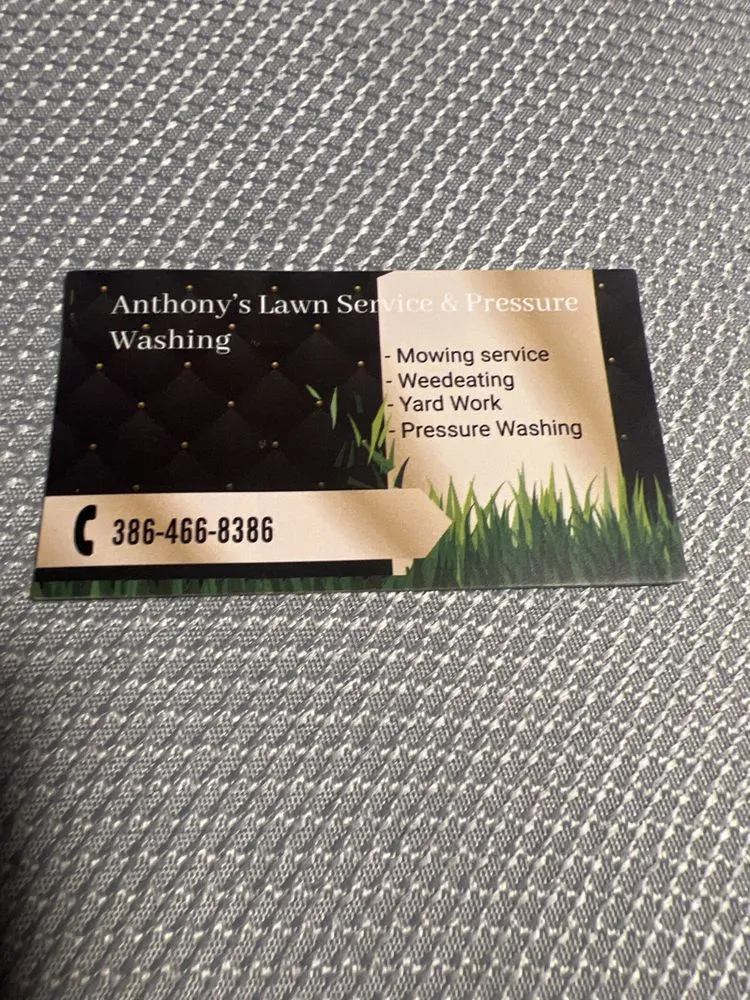 Anthony's Lawn Service & Pressure
Washing
- Mowing service
- Weedeating
- Yard Work
- Pressure Washing
386-466-8386